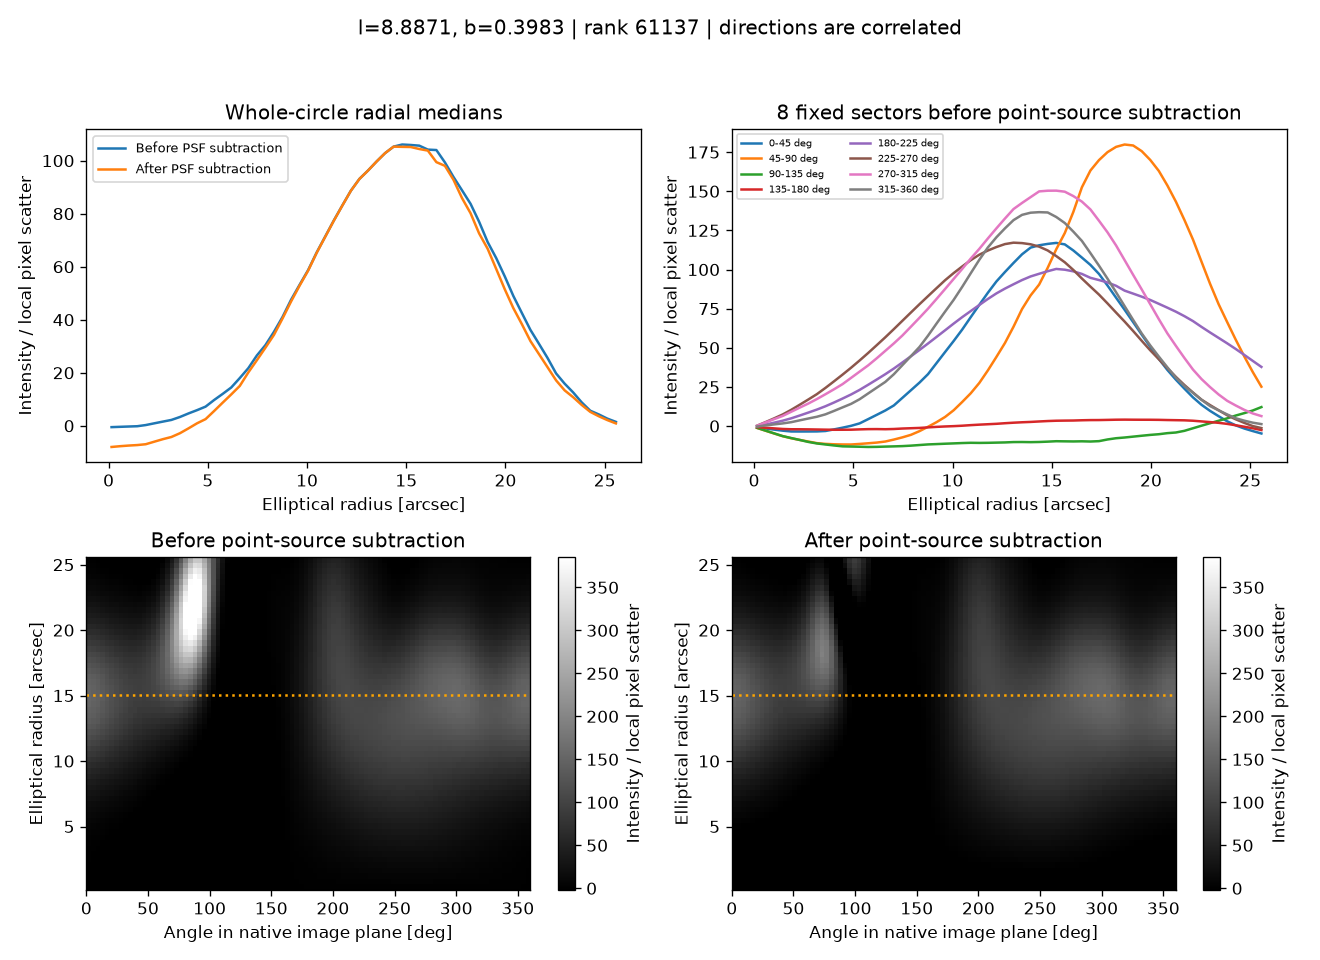 l=8.8871, b=0.3983 | rank 61137 | directions are correlated
Whole-circle radial medians
Before PSF subtraction
After PSF subtraction
Intensity / local pixel scatter
100
80
60
40
20
0
0 5 10 15 20 25
Elliptical radius [arcsec]
8 fixed sectors before point-source subtraction
0-45 deg
45-90 deg
90-135 deg
135-180 deg
180-225 deg
225-270 deg
270-315 deg
315-360 deg
Intensity / local pixel scatter
175
150
125
100
75
50
25
0
0 5 10 15 20 25
Elliptical radius [arcsec]
Before point-source subtraction
Elliptical radius [arcsec]
25
20
15
10
5
0 50 100 150 200 250 300 350
Angle in native image plane [deg]
350
300
250
200
150
100
50
0
Intensity / local pixel scatter
After point-source subtraction
Elliptical radius [arcsec]
25
20
15
10
5
0 50 100 150 200 250 300 350
Angle in native image plane [deg]
350
300
250
200
150
100
50
0
Intensity / local pixel scatter